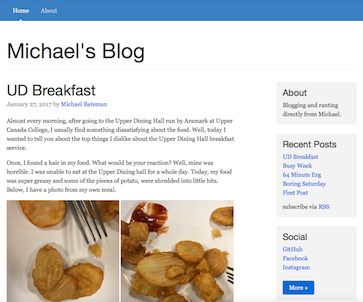 Home About
Michael's Blog
UD Breakfast
January 27, 2017 by Michael Bateman
Almost every morning, after going to the Upper Dining Hall run by Aramark at Upper
Canada College, I usually find something dissatisfying about the food. Well, today I
wanted to tell you about the top things I dislike about the Upper Dining Hall breakfast
service.
Once, I found a hair in my food. What would be your reaction? Well, mine was
horrible. I was unable to eat at the Upper Dining hall for a whole day. Today, my food
was super greasy and some of the pieces of potato, were shredded into little bits.
Below, I have a photo from my own meal.
About
Blogging and ranting
directly from Michael.
Recent Posts
UD Breakfast
Busy Week
64 Minute Erg
Boring Saturday
First Post
subscribe via RSS
Social
GitHub
Facebook
Instagram
More »